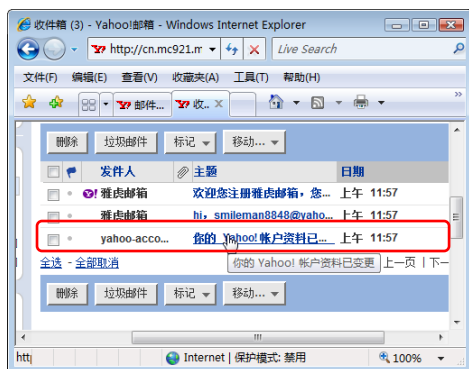 收件箱 (3) - Yahoo!邮箱 - Windows Internet Explorer
http://cn.mc921.m Live Search
文件(F) 编辑(E) 查看(V) 收藏夹(A) 工具(T) 帮助(H)
邮件... 收..
删除 垃圾邮件 标记 移动...
发件人 主题 日期
雅虎邮箱 欢迎您注册雅虎邮箱，您... 上午 11:57
雅虎邮箱 hi，smileman8848@yaho... 上午 11:57
yahoo-acco... 你的 Yahoo! 帐户资料已... 上午 11:57
全选 - 全部取消 你的 Yahoo! 帐户资料已变更 上一页 | 下一
删除 垃圾邮件 标记 移动...
http Internet | 保护模式: 禁用 100%